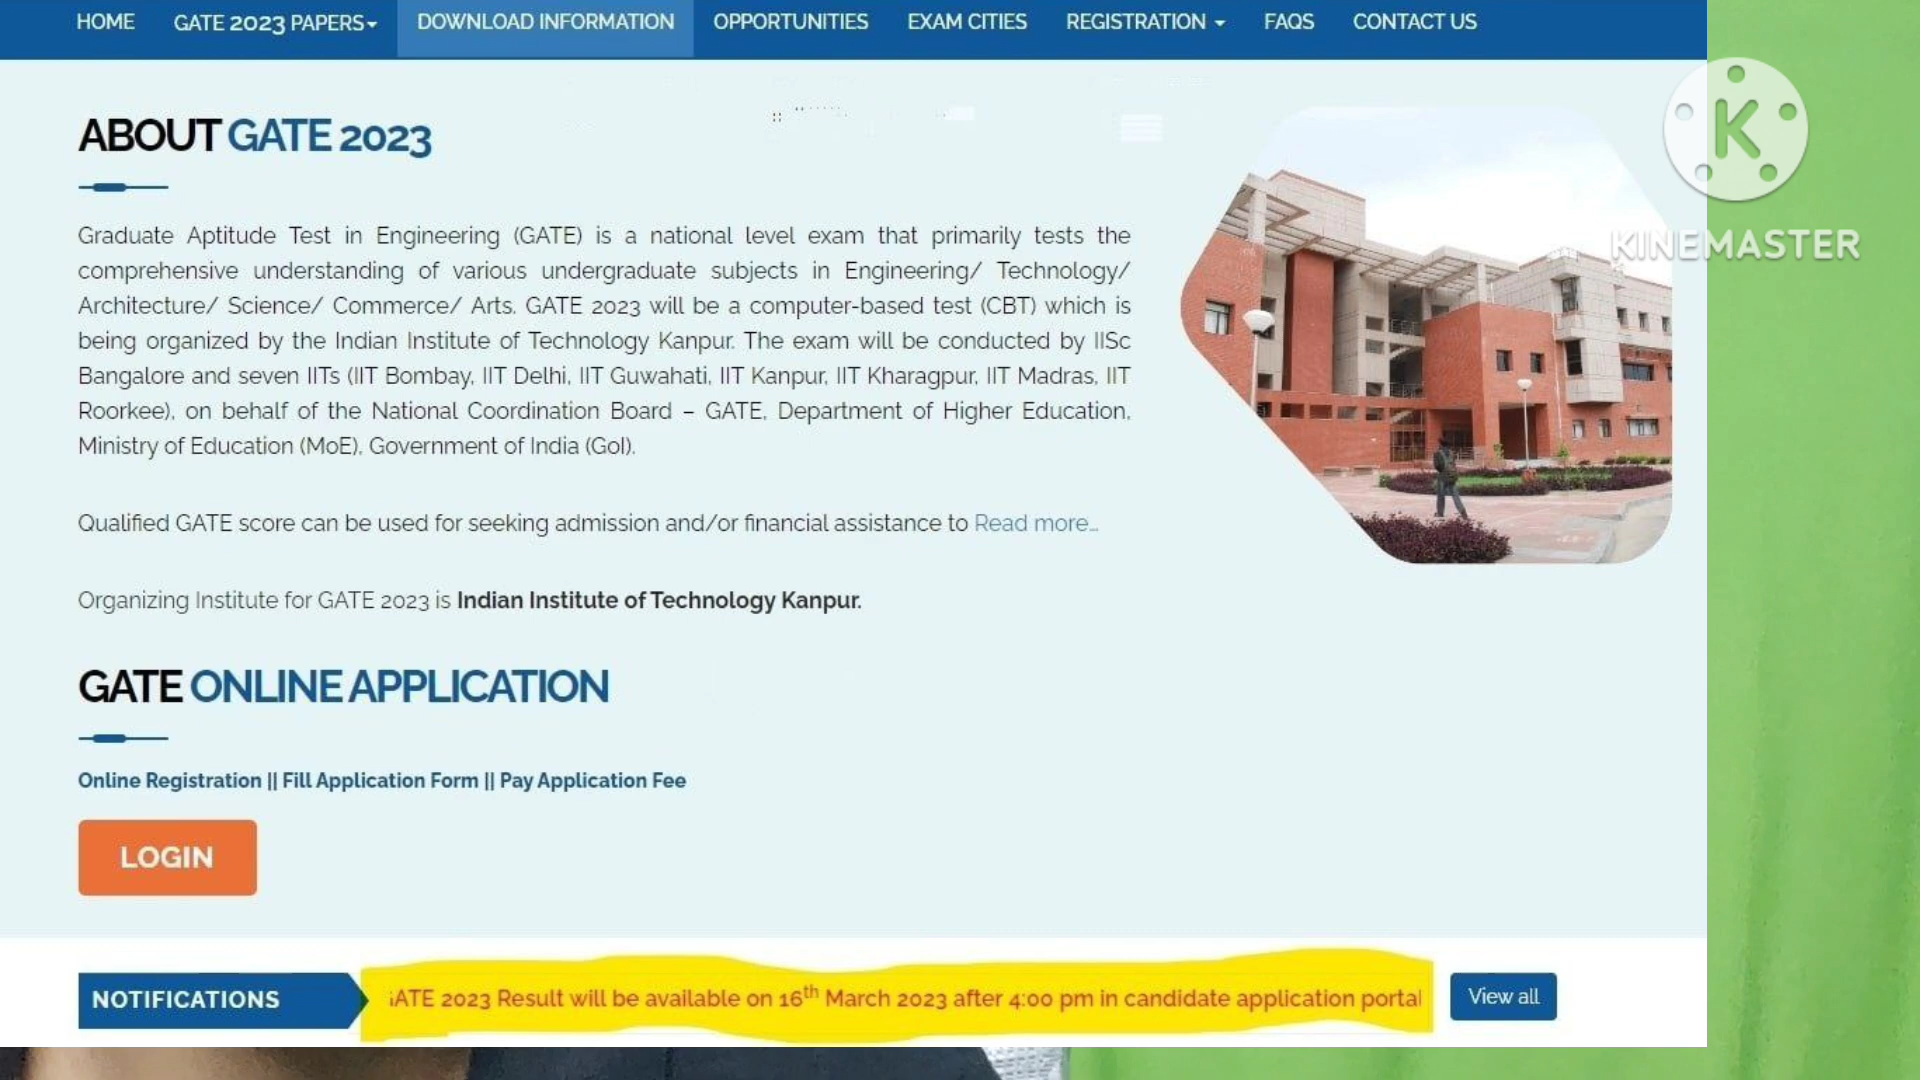 HOME GATE 2023 PAPERS DOWNLOAD INFORMATION OPPORTUNITIES EXAM CITIES REGISTRATION FAQS CONTACT US
ABOUT GATE 2023
Graduate Aptitude Test in Engineering (GATE) is a national level exam that primarily tests the
comprehensive understanding of various undergraduate subjects in Engineering/ Technology/
Architecture/ Science/ Commerce/ Arts. GATE 2023 will be a computer-based test (CBT) which is
being organized by the Indian Institute of Technology Kanpur. The exam will be conducted by IISc
Bangalore and seven IITs (IIT Bombay, IIT Delhi, IIT Guwahati, IIT Kanpur, IIT Kharagpur, IIT Madras, IIT
Roorkee), on behalf of the National Coordination Board – GATE, Department of Higher Education,
Ministry of Education (MoE), Government of India (GoI).
Qualified GATE score can be used for seeking admission and/or financial assistance to Read more...
Organizing Institute for GATE 2023 is Indian Institute of Technology Kanpur.
GATE ONLINE APPLICATION
Online Registration || Fill Application Form || Pay Application Fee
LOGIN
NOTIFICATIONS GATE 2023 Result will be available on 16th March 2023 after 4:00 pm in candidate application portal View all
K
KINEMASTER